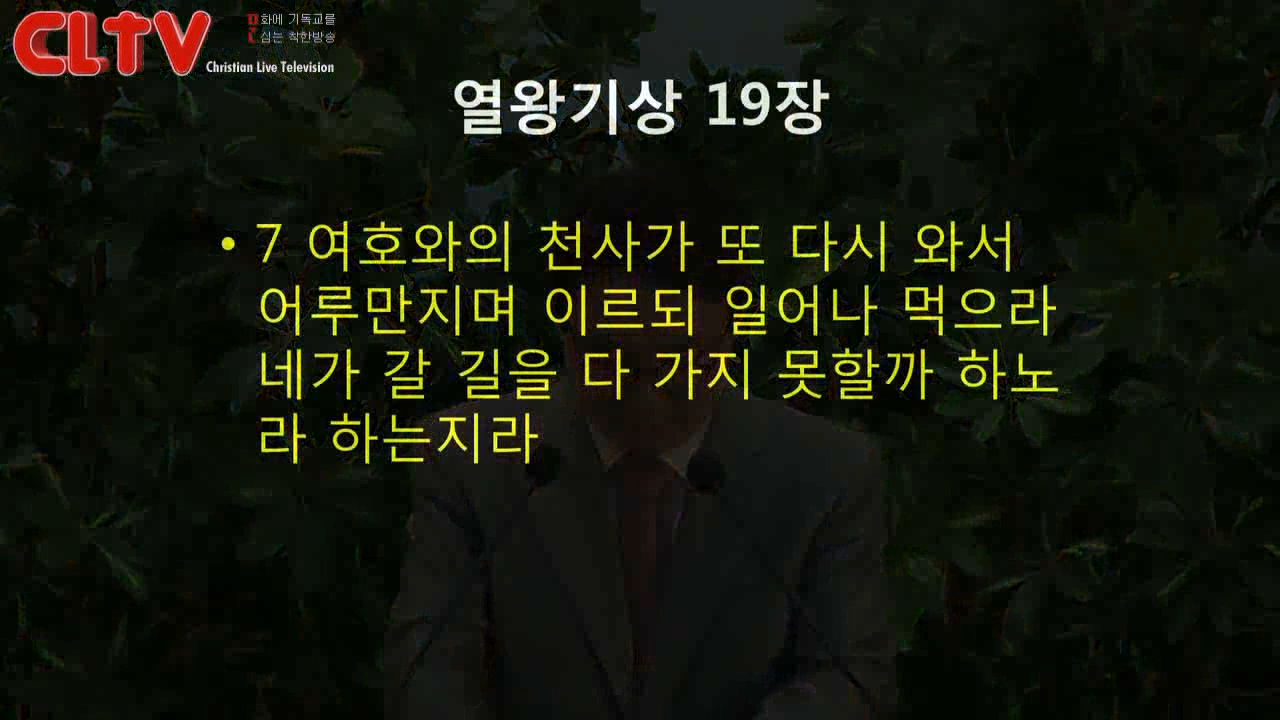 CLTV
문화에 기독교를
심는 착한방송
Christian Live Television
열왕기상 19장
• 7 여호와의 천사가 또 다시 와서
어루만지며 이르되 일어나 먹으라
네가 갈 길을 다 가지 못할까 하노
라 하는지라